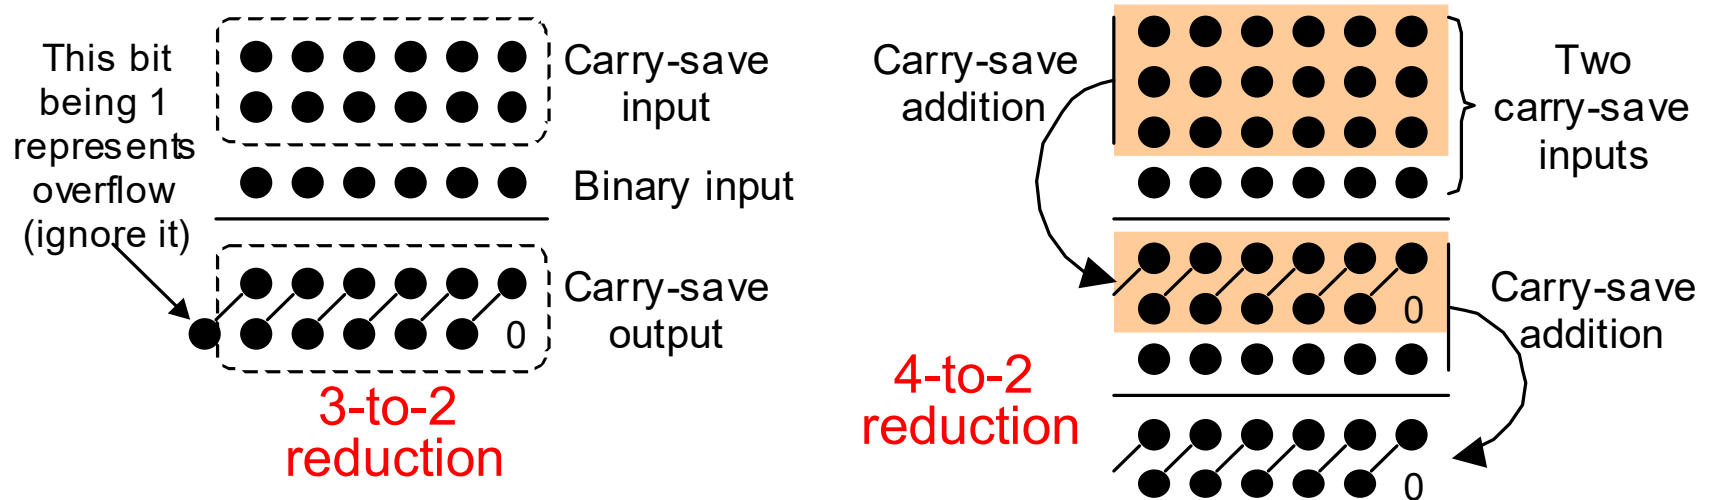 This bit
being 1
represents
overflow
(ignore it)
Carry-save
input
Binary input
0
Carry-save
output
3-to-2
reduction
Carry-save
addition
Two
carry-save
inputs
0
Carry-save
addition
4-to-2
reduction
0